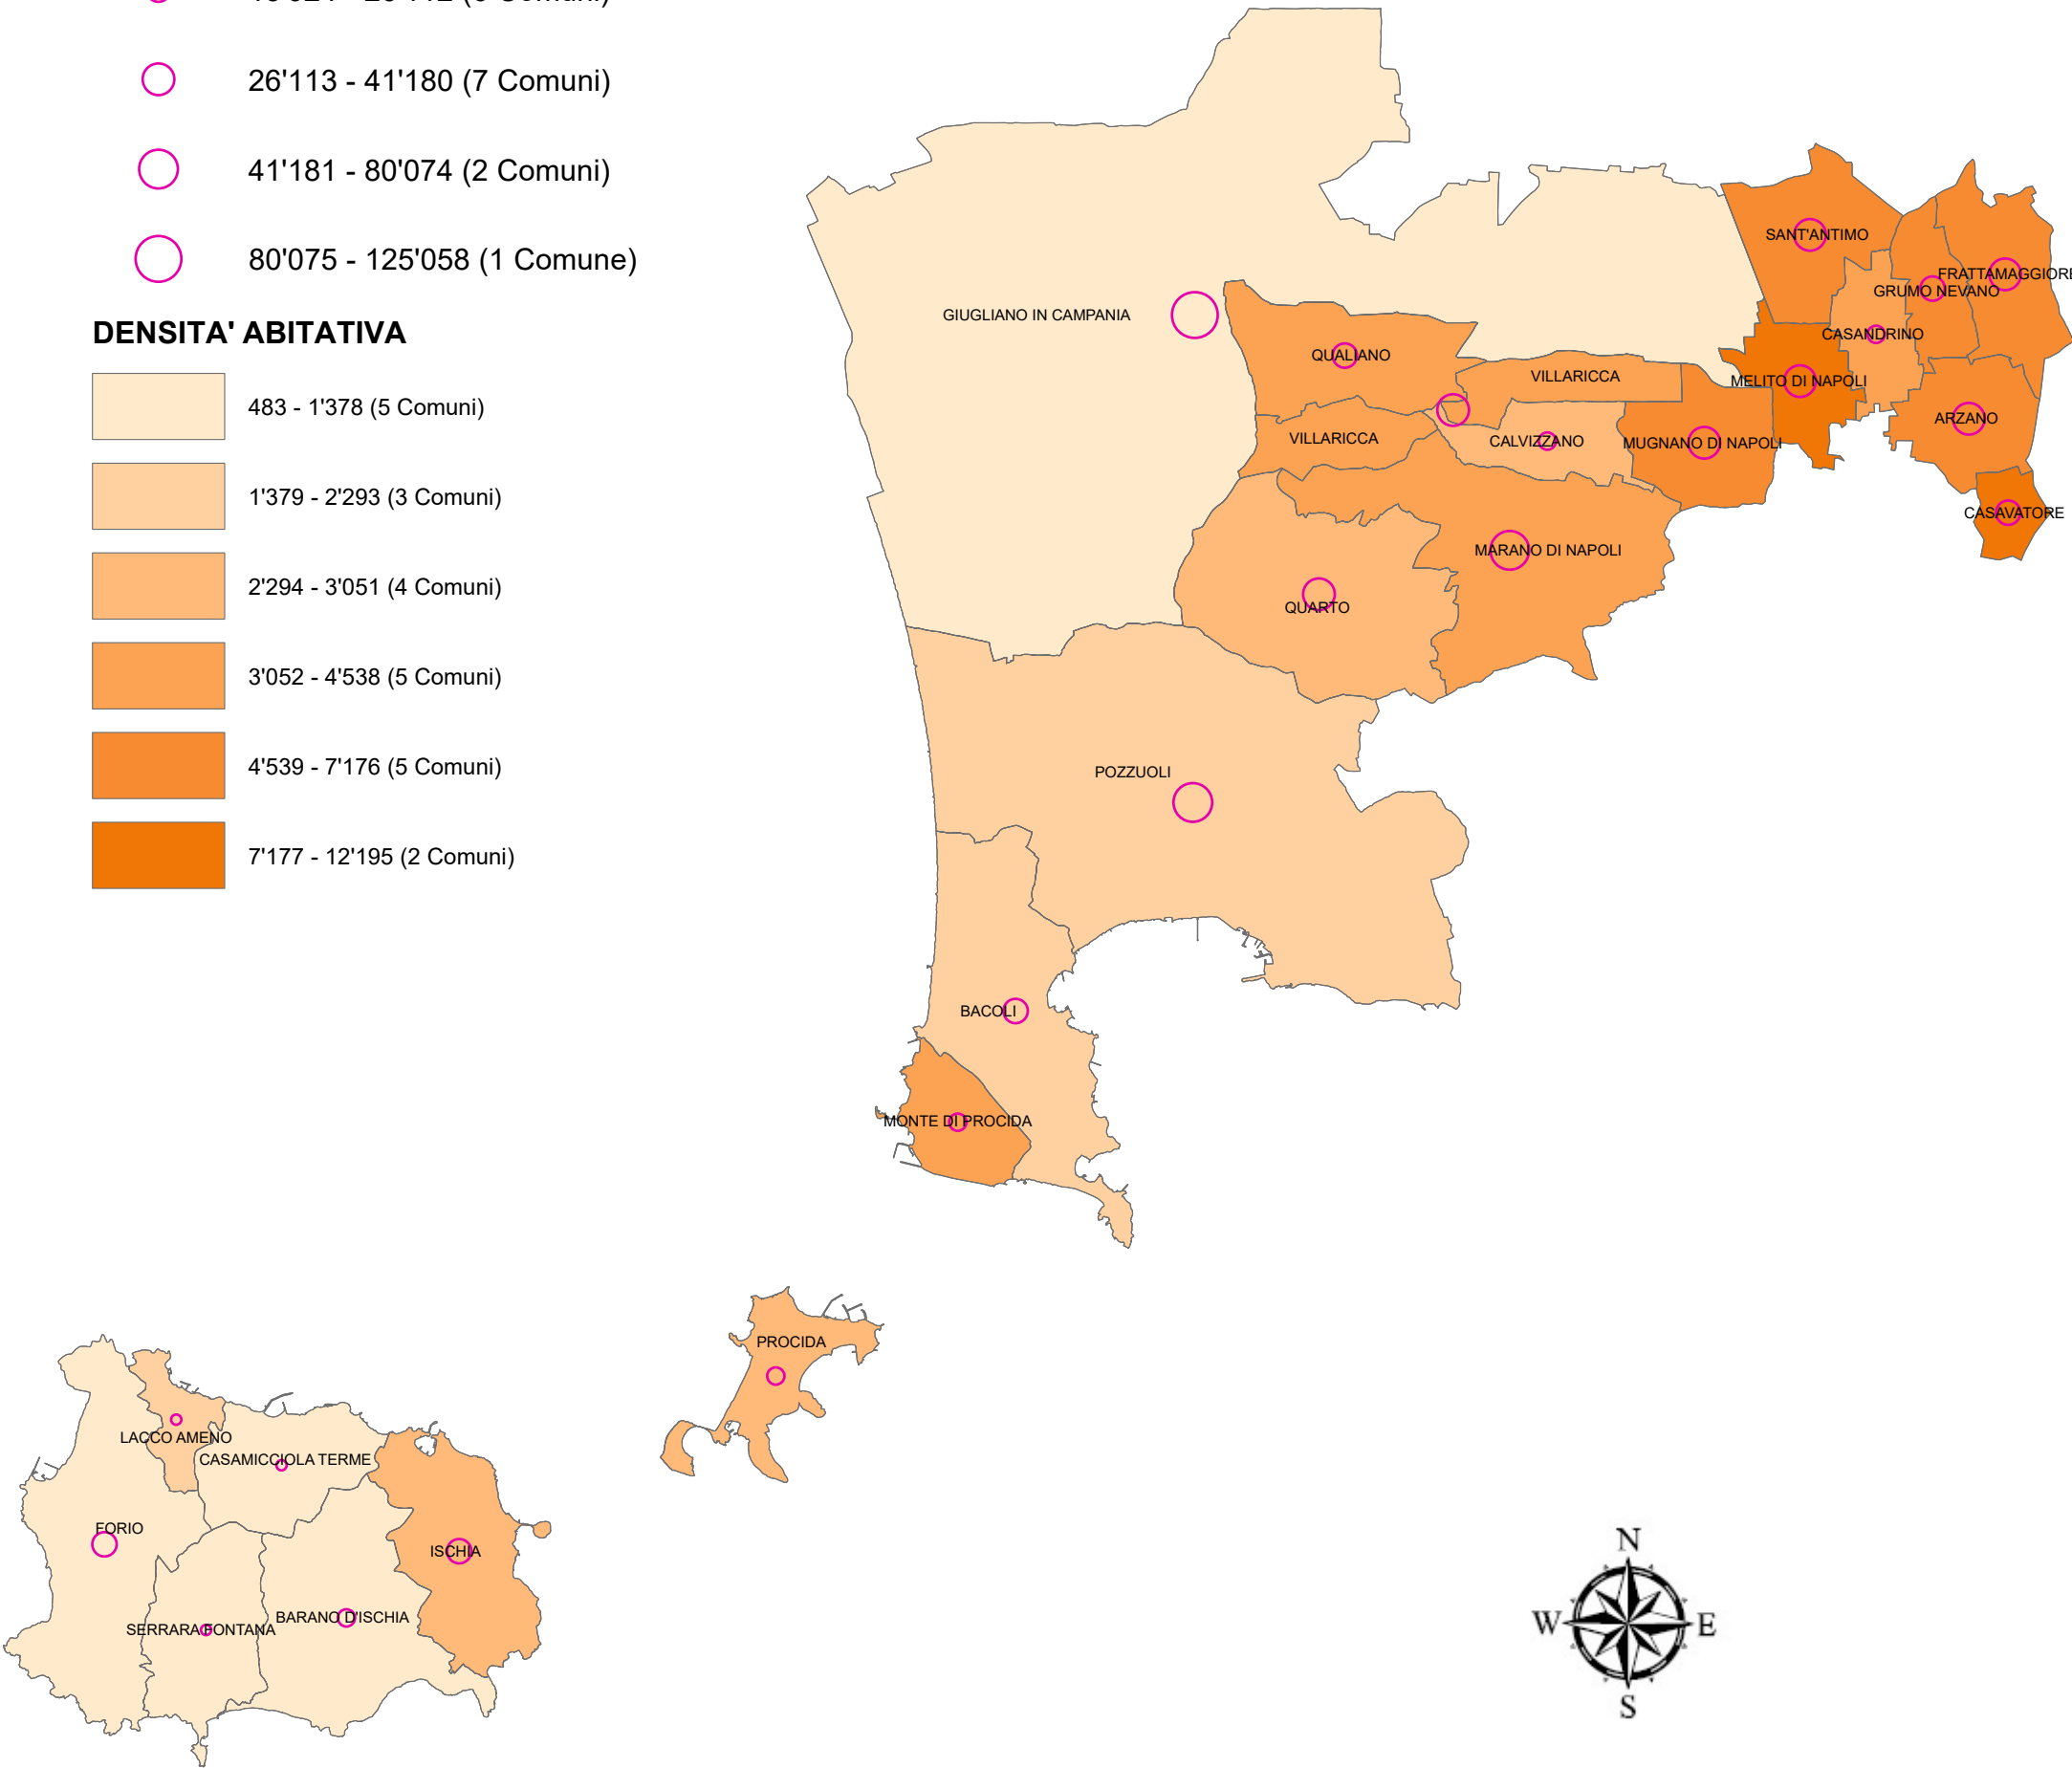 26'113 - 41'180 (7 Comuni)
41'181 - 80'074 (2 Comuni)
80'075 - 125'058 (1 Comune)
DENSITA' ABITATIVA
483 - 1'378 (5 Comuni)
1'379 - 2'293 (3 Comuni)
2'294 - 3'051 (4 Comuni)
3'052 - 4'538 (5 Comuni)
4'539 - 7'176 (5 Comuni)
7'177 - 12'195 (2 Comuni)
SANT'ANTIMO
FRATTAMAGGIORE
GRUMO NEVANO
GIUGLIANO IN CAMPANIA
CASANDRINO
QUALIANO
VILLARICCA
MELITO DI NAPOLI
ARZANO
VILLARICCA
CALVIZZANO
MUGNANO DI NAPOLI
CASAVATORE
MARANO DI NAPOLI
QUARTO
POZZUOLI
BACOLI
MONTE DI PROCIDA
PROCIDA
LACCO AMENO
CASAMICCIOLA TERME
FORIO
ISCHIA
BARANO D'ISCHIA
SERRARA FONTANA
N
W
E
S